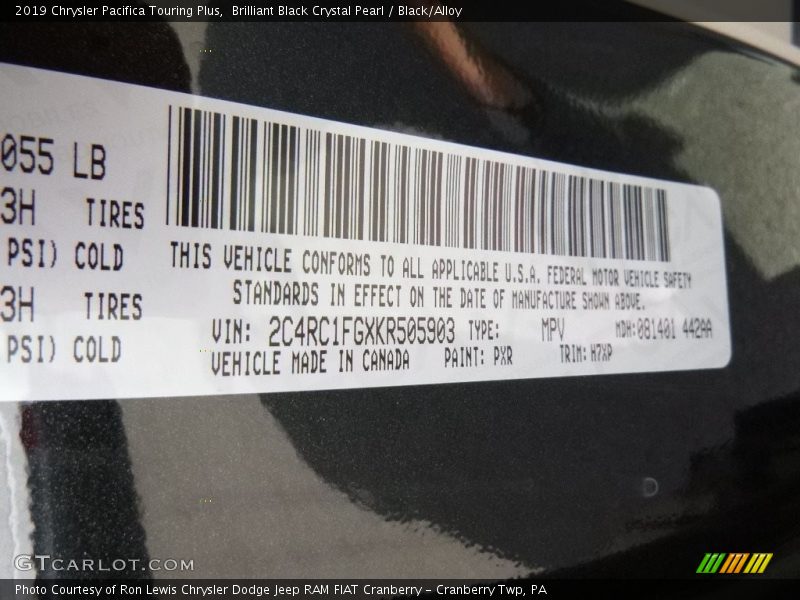 2019 Chrysler Pacifica Touring Plus,  Brilliant Black Crystal Pearl / Black/Alloy
055 LB
3H TIRES
PSI) COLD
3H TIRES
PSI) COLD
THIS VEHICLE CONFORMS TO ALL APPLICABLE U.S.A. FEDERAL MOTOR VEHICLE SAFETY
STANDARDS IN EFFECT ON THE DATE OF MANUFACTURE SHOWN ABOVE.
VIN: 2C4RC1FGXKR505903 TYPE: MPV MDH:081401 442AA
VEHICLE MADE IN CANADA PAINT: PXR TRIM: H7XP
GTCARLOT.COM
Photo Courtesy of Ron Lewis Chrysler Dodge Jeep RAM FIAT Cranberry – Cranberry Twp, PA